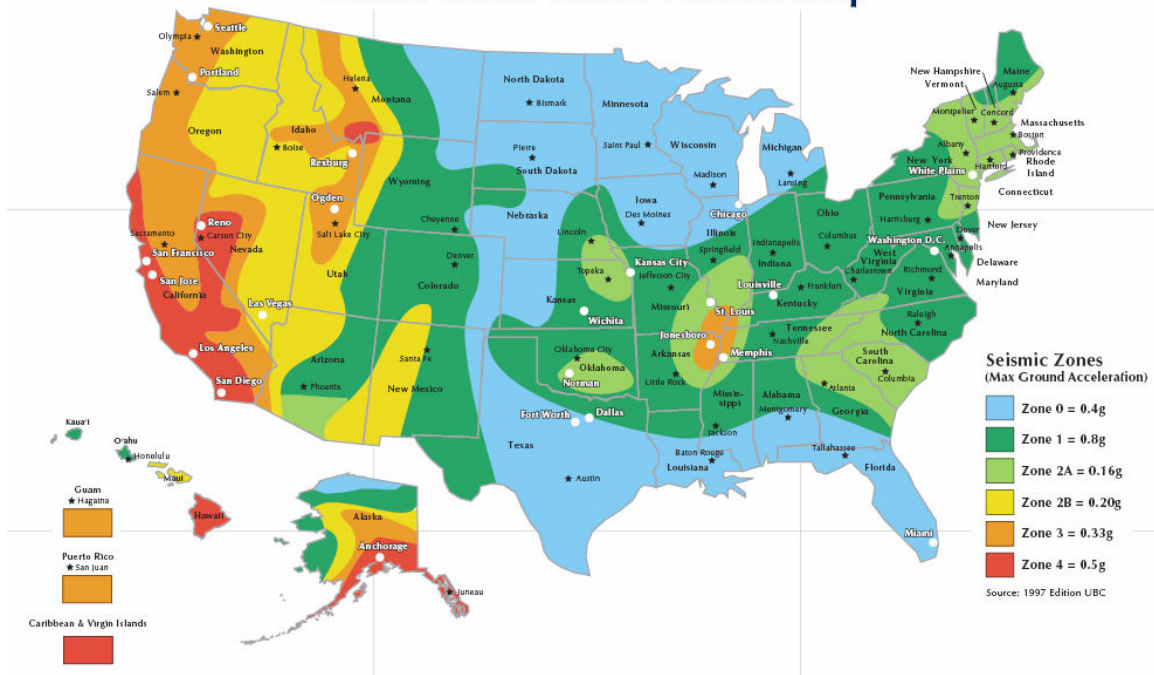 Seattle
Olympia
Washington
Portland
Salem
Oregon
Helena
Montana
Idaho
Boise
Rexburg
Wyoming
Ogden
Salt Lake City
Reno
Carson City
Nevada
Sacramento
San Francisco
San Jose
California
Utah
Las Vegas
Los Angeles
San Diego
Arizona
Phoenix
Cheyenne
Denver
Colorado
Santa Fe
New Mexico
North Dakota
Bismark
Pierre
South Dakota
Nebraska
Lincoln
Topeka
Kansas
Wichita
Oklahoma City
Oklahoma
Norman
Fort Worth
Dallas
Texas
Austin
Minnesota
Saint Paul
Wisconsin
Madison
Michigan
Lansing
Iowa
Des Moines
Chicago
Illinois
Springfield
Indianapolis
Indiana
Ohio
Columbus
Kansas City
Jefferson City
Missouri
St. Louis
Louisville
Frankfort
Kentucky
Jonesboro
Memphis
Arkansas
Little Rock
Tennessee
Nashville
Missis-
sippi
Jackson
Alabama
Montgomery
Baton Rouge
Louisiana
Georgia
Atlanta
Tallahassee
Florida
Miami
South
Carolina
Columbia
Raleigh
North Carolina
West
Virginia
Charlestown
Richmond
Virginia
Washington D.C.
Pennsylvania
Harrisburg
New York
Albany
White Plains
Trenton
New Jersey
Dover
Annapolis
Delaware
Maryland
New Hampshire
Vermont
Maine
Augusta
Montpelier
Concord
Massachusetts
Boston
Providence
Hartford
Rhode
Island
Connecticut
Kaua'i
O'ahu
Honolulu
Maui
Hawai'i
Guam
Hagatna
Puerto Rico
San Juan
Caribbean & Virgin Islands
Alaska
Anchorage
Juneau
Seismic Zones
(Max Ground Acceleration)
Zone 0 = 0.4g
Zone 1 = 0.8g
Zone 2A = 0.16g
Zone 2B = 0.20g
Zone 3 = 0.33g
Zone 4 = 0.5g
Source: 1997 Edition UBC